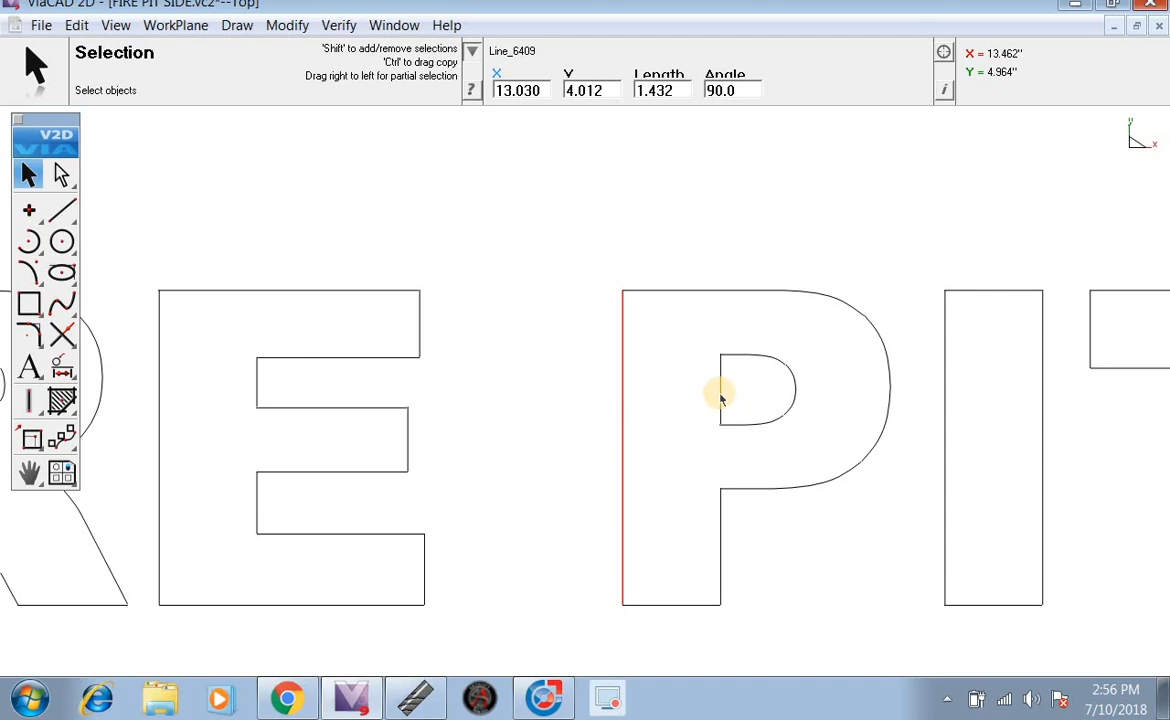 ViaCAD 2D - [FIRE PIT SIDE.vc2*--Top]
File Edit View WorkPlane Draw Modify Verify Window Help
Selection
'Shift' to add/remove selections
'Ctrl' to drag copy
Drag right to left for partial selection
Select objects
Line_6409
X Y Length Angle
13.030 4.012 1.432 90.0
X = 13.462"
Y = 4.964"
V2D
VIA
y
x
E PIT
2:56 PM
7/10/2018